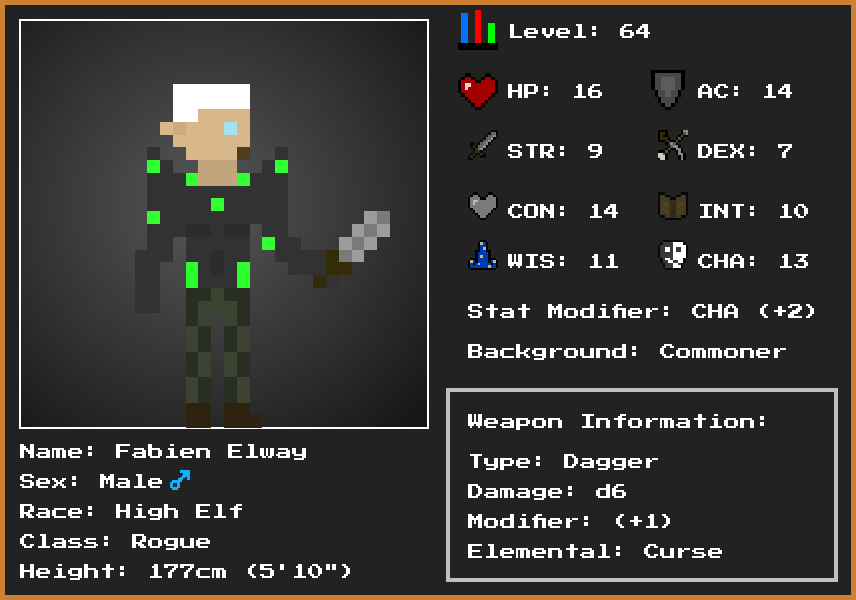 Level: 64
HP: 16 AC: 14
STR: 9 DEX: 7
CON: 14 INT: 10
WIS: 11 CHA: 13
Stat Modifier: CHA (+2)
Background: Commoner
Weapon Information:
Type: Dagger
Damage: d6
Modifier: (+1)
Elemental: Curse
Name: Fabien Elway
Sex: Male ♂
Race: High Elf
Class: Rogue
Height: 177cm (5'10")